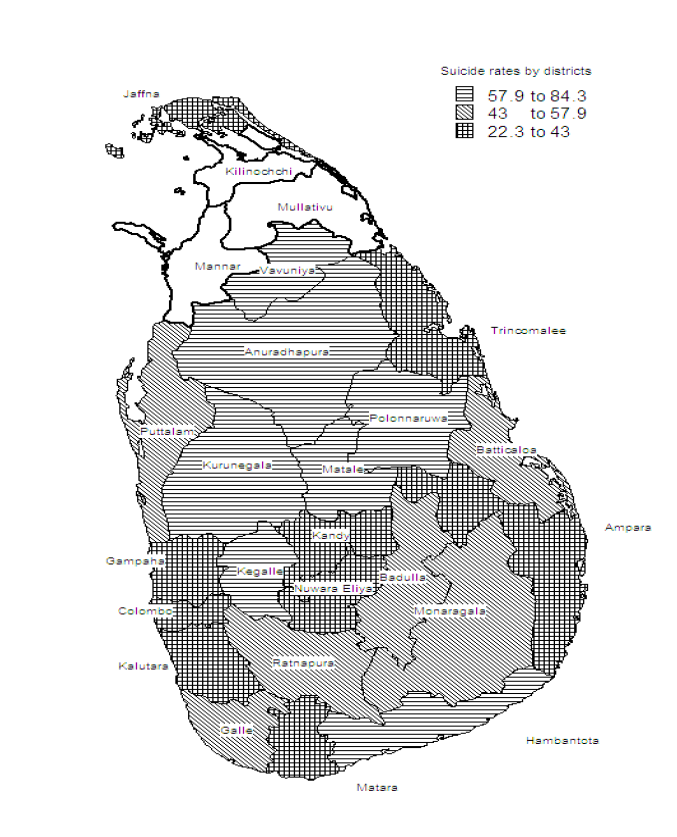 Suicide rates by districts
57.9 to 84.3
43 to 57.9
22.3 to 43
Jaffna
Kilinochchi
Mullativu
Mannar
Vavuniya
Trincomalee
Anuradhapura
Polonnaruwa
Puttalam
Batticaloa
Kurunegala
Matale
Ampara
Kandy
Gampaha
Kegalle
Badulla
Nuwara Eliya
Colombo
Monaragala
Kalutara
Ratnapura
Galle
Hambantota
Matara